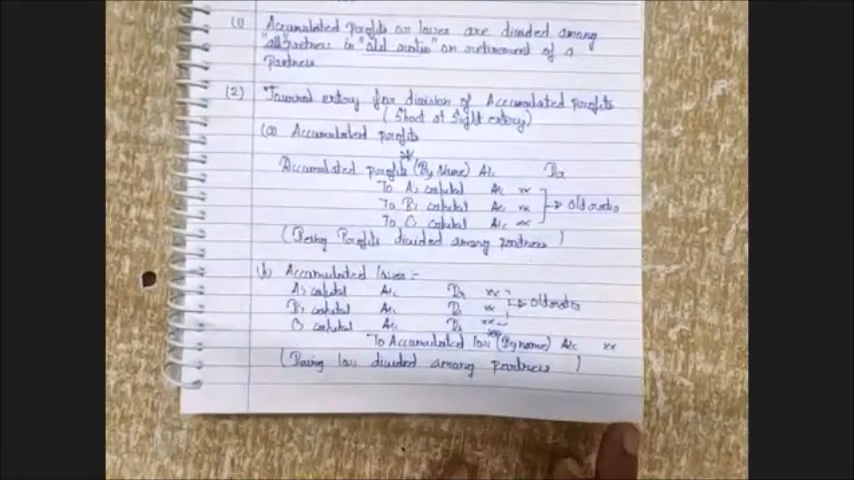 (1) Accumulated profits or losses are divided among
"all" partners in "old ratio" on retirement of a
partners
(2) *Journal entry for division of Accumulated profits
(Shoot at Sight entry)
(a) Accumulated profits
Accumulated profits (By Name) A/c Dr
To A's capital A/c xx
To B's capital A/c xx → Old ratio
To C's capital A/c xx
(Being Profits divided among partners)
(b) Accumulated losses :-
A's capital A/c Dr xx
B's capital A/c Dr xx → Old ratio
C's capital A/c Dr xx
To Accumulated loss (By name) A/c xx
(Being loss divided among partners)